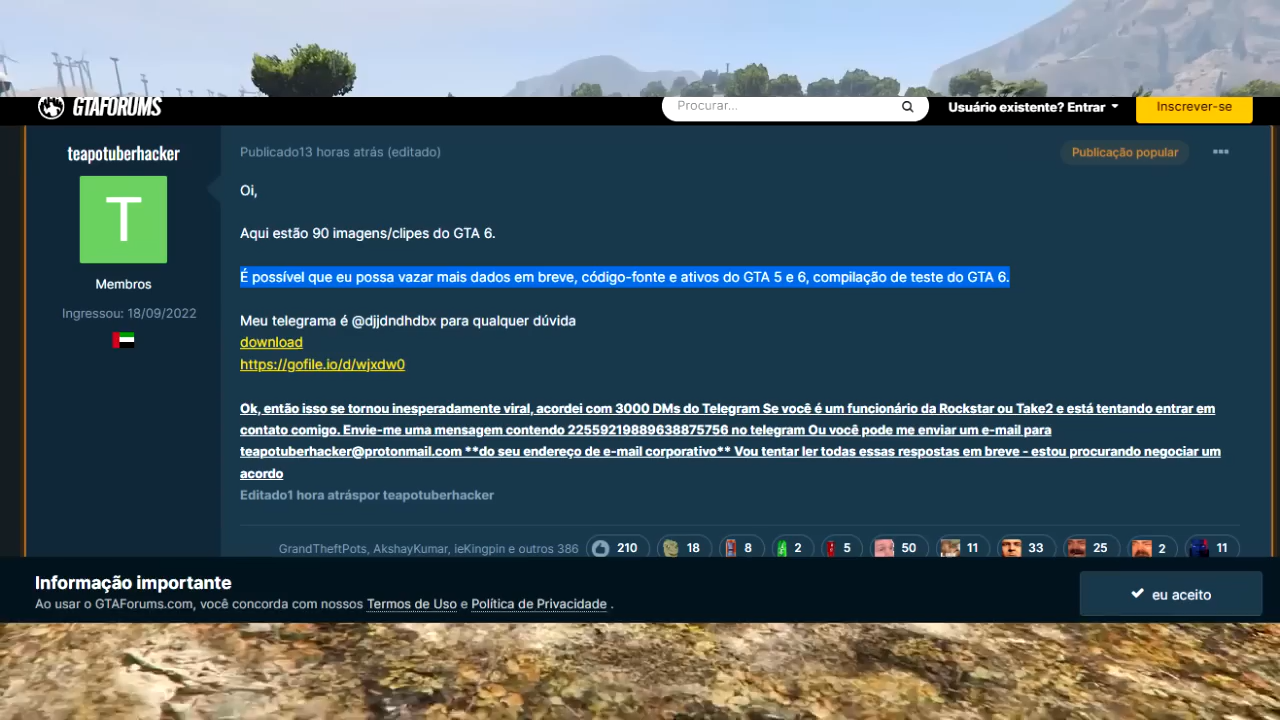 GTAFORUMS
Procurar...
Usuário existente? Entrar
Inscrever-se
teapotuberhacker
T
Membros
Ingressou: 18/09/2022
Publicado13 horas atrás (editado)
Publicação popular
Oi,
Aqui estão 90 imagens/clipes do GTA 6.
É possível que eu possa vazar mais dados em breve, código-fonte e ativos do GTA 5 e 6, compilação de teste do GTA 6.
Meu telegrama é @djjdndhdbx para qualquer dúvida
download
https://gofile.io/d/wjxdw0
Ok, então isso se tornou inesperadamente viral, acordei com 3000 DMs do Telegram Se você é um funcionário da Rockstar ou Take2 e está tentando entrar em
contato comigo. Envie-me uma mensagem contendo 22559219889638875756 no telegram Ou você pode me enviar um e-mail para
teapotuberhacker@protonmail.com **do seu endereço de e-mail corporativo** Vou tentar ler todas essas respostas em breve - estou procurando negociar um
acordo
Editado1 hora atráspor teapotuberhacker
GrandTheftPots, AkshayKumar, ieKingpin e outros 386
210 18 8 2 5 50 11 33 25 2 11
Informação importante
Ao usar o GTAForums.com, você concorda com nossos Termos de Uso e Política de Privacidade .
eu aceito